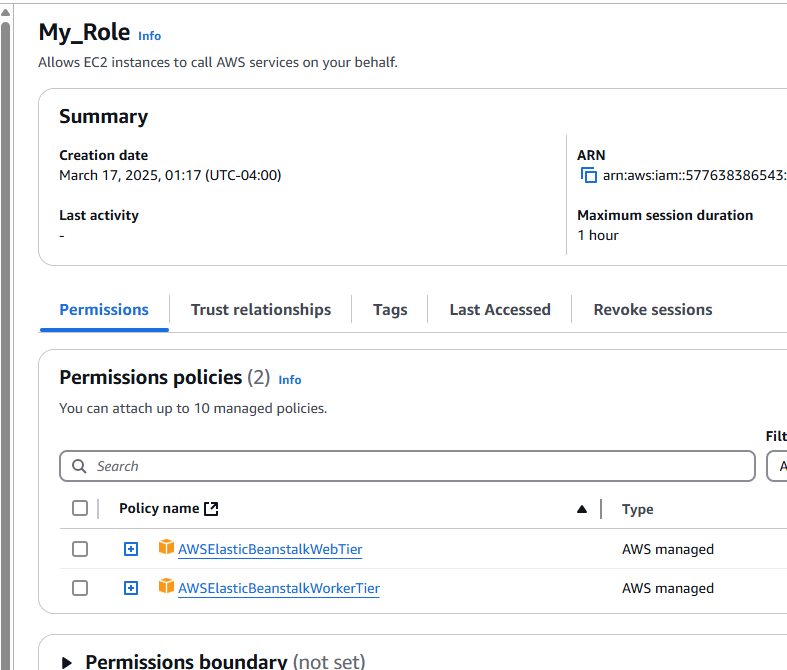 My_Role Info
Allows EC2 instances to call AWS services on your behalf.
Summary
Creation date
March 17, 2025, 01:17 (UTC-04:00)
ARN
arn:aws:iam::577638386543:
Last activity
-
Maximum session duration
1 hour
Permissions
Trust relationships
Tags
Last Accessed
Revoke sessions
Permissions policies (2) Info
You can attach up to 10 managed policies.
Filt
Search
A
Policy name
Type
AWSElasticBeanstalkWebTier
AWS managed
AWSElasticBeanstalkWorkerTier
AWS managed
Permissions boundary (not set)